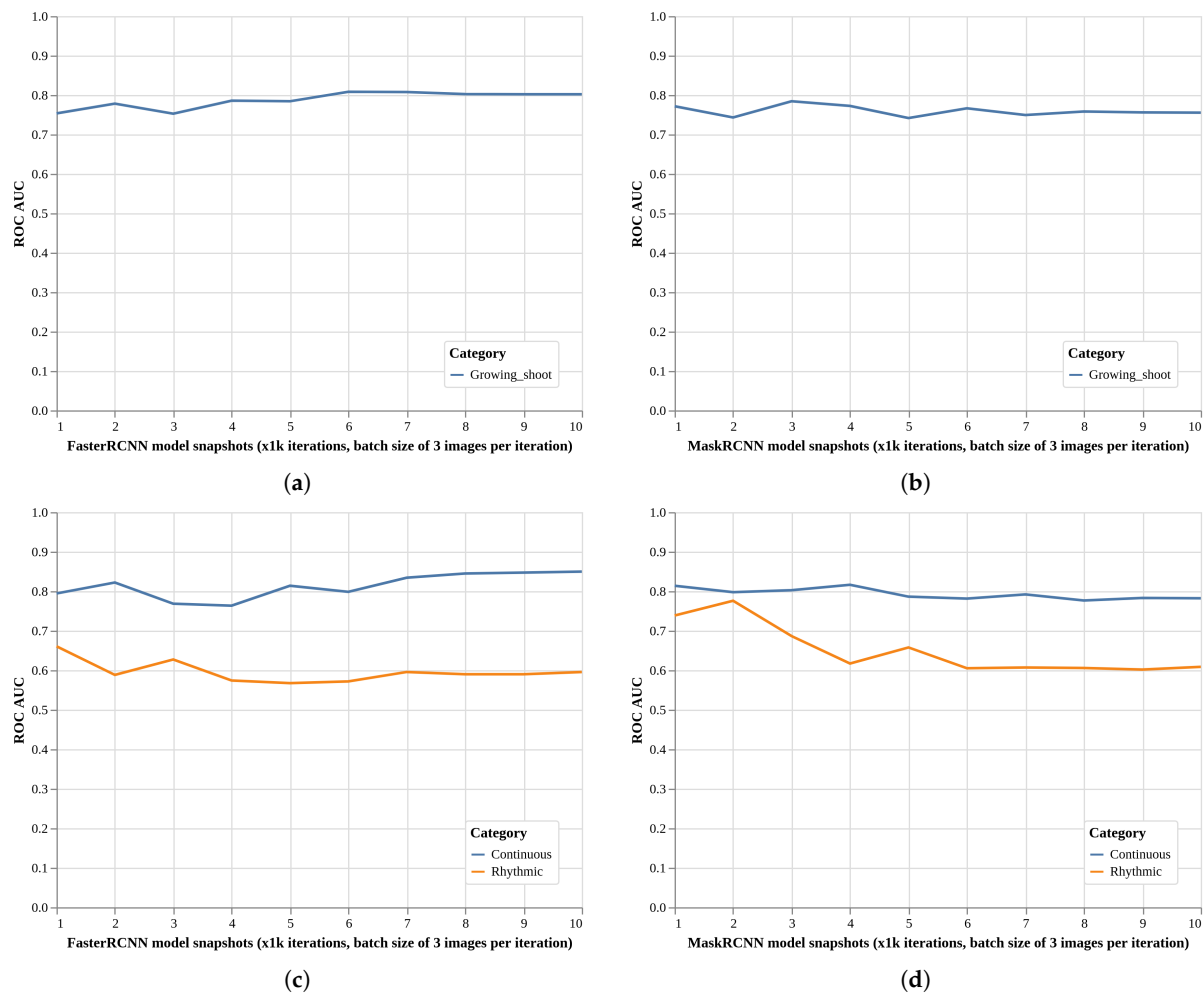 1.0
0.9
0.8
0.7
0.6
0.5
0.4
0.3
0.2
0.1
0.0
ROC AUC
Category
Growing_shoot
1 2 3 4 5 6 7 8 9 10
FasterRCNN model snapshots (x1k iterations, batch size of 3 images per iteration)
(a)
1.0
0.9
0.8
0.7
0.6
0.5
0.4
0.3
0.2
0.1
0.0
ROC AUC
Category
Growing_shoot
1 2 3 4 5 6 7 8 9 10
MaskRCNN model snapshots (x1k iterations, batch size of 3 images per iteration)
(b)
1.0
0.9
0.8
0.7
0.6
0.5
0.4
0.3
0.2
0.1
0.0
ROC AUC
Category
Continuous
Rhythmic
1 2 3 4 5 6 7 8 9 10
FasterRCNN model snapshots (x1k iterations, batch size of 3 images per iteration)
(c)
1.0
0.9
0.8
0.7
0.6
0.5
0.4
0.3
0.2
0.1
0.0
ROC AUC
Category
Continuous
Rhythmic
1 2 3 4 5 6 7 8 9 10
MaskRCNN model snapshots (x1k iterations, batch size of 3 images per iteration)
(d)